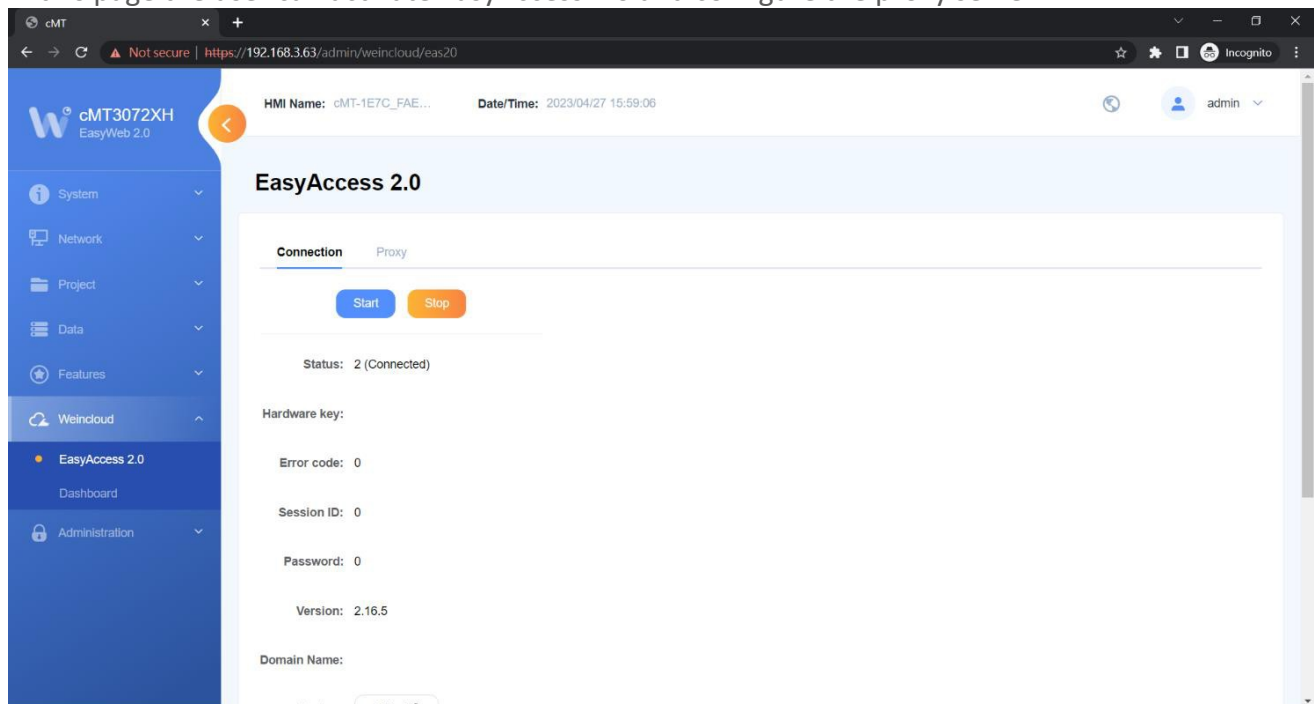 cMT
Not secure | https://192.168.3.63/admin/weincloud/eas20
Incognito
cMT3072XH
EasyWeb 2.0
HMI Name: cMT-1E7C_FAE... Date/Time: 2023/04/27 15:59:06
admin
System
Network
Project
Data
Features
Weincloud
EasyAccess 2.0
Dashboard
Administration
EasyAccess 2.0
Connection Proxy
Start Stop
Status: 2 (Connected)
Hardware key:
Error code: 0
Session ID: 0
Password: 0
Version: 2.16.5
Domain Name: